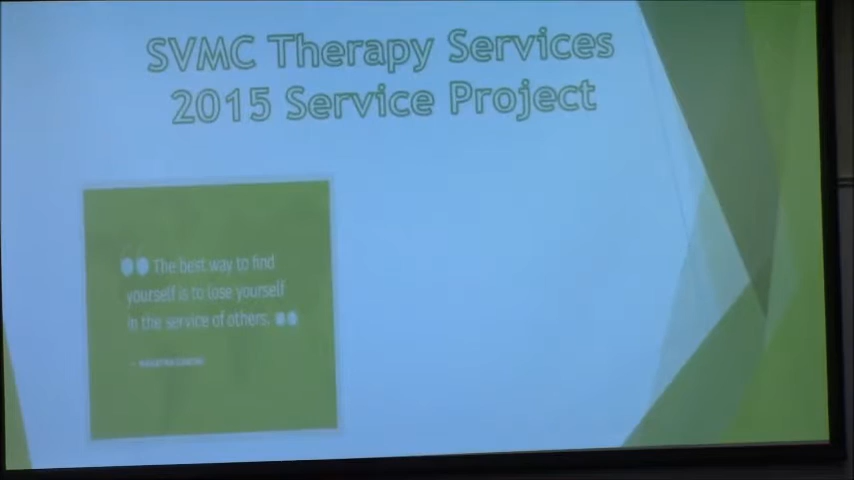 SVMC Therapy Services
2015 Service Project
“ The best way to find
yourself is to lose yourself
in the service of others. ”